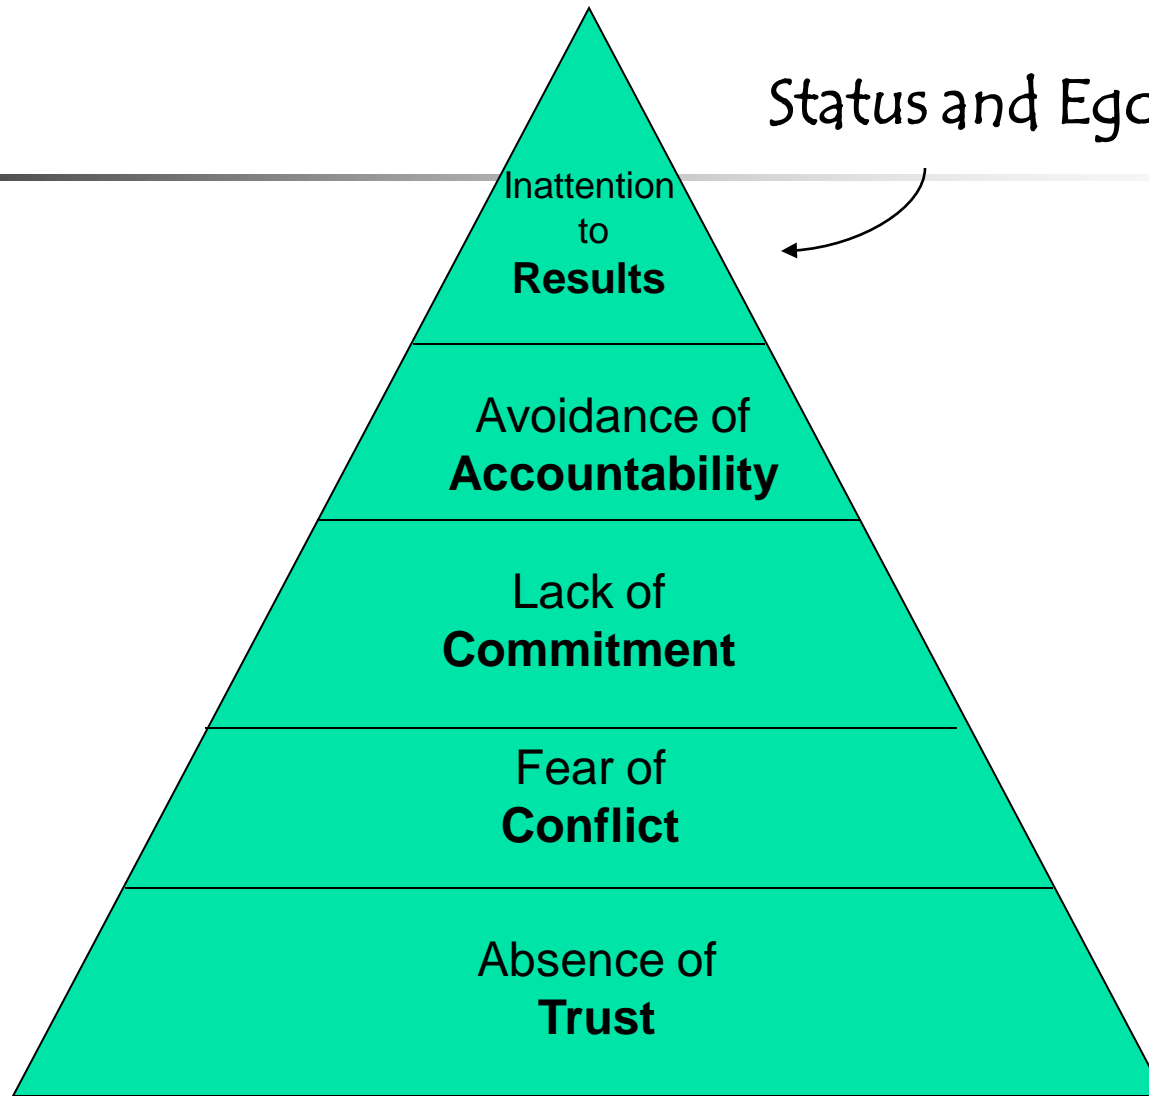 Status and Ego
Inattention
to
Results
Avoidance of
Accountability
Lack of
Commitment
Fear of
Conflict
Absence of
Trust